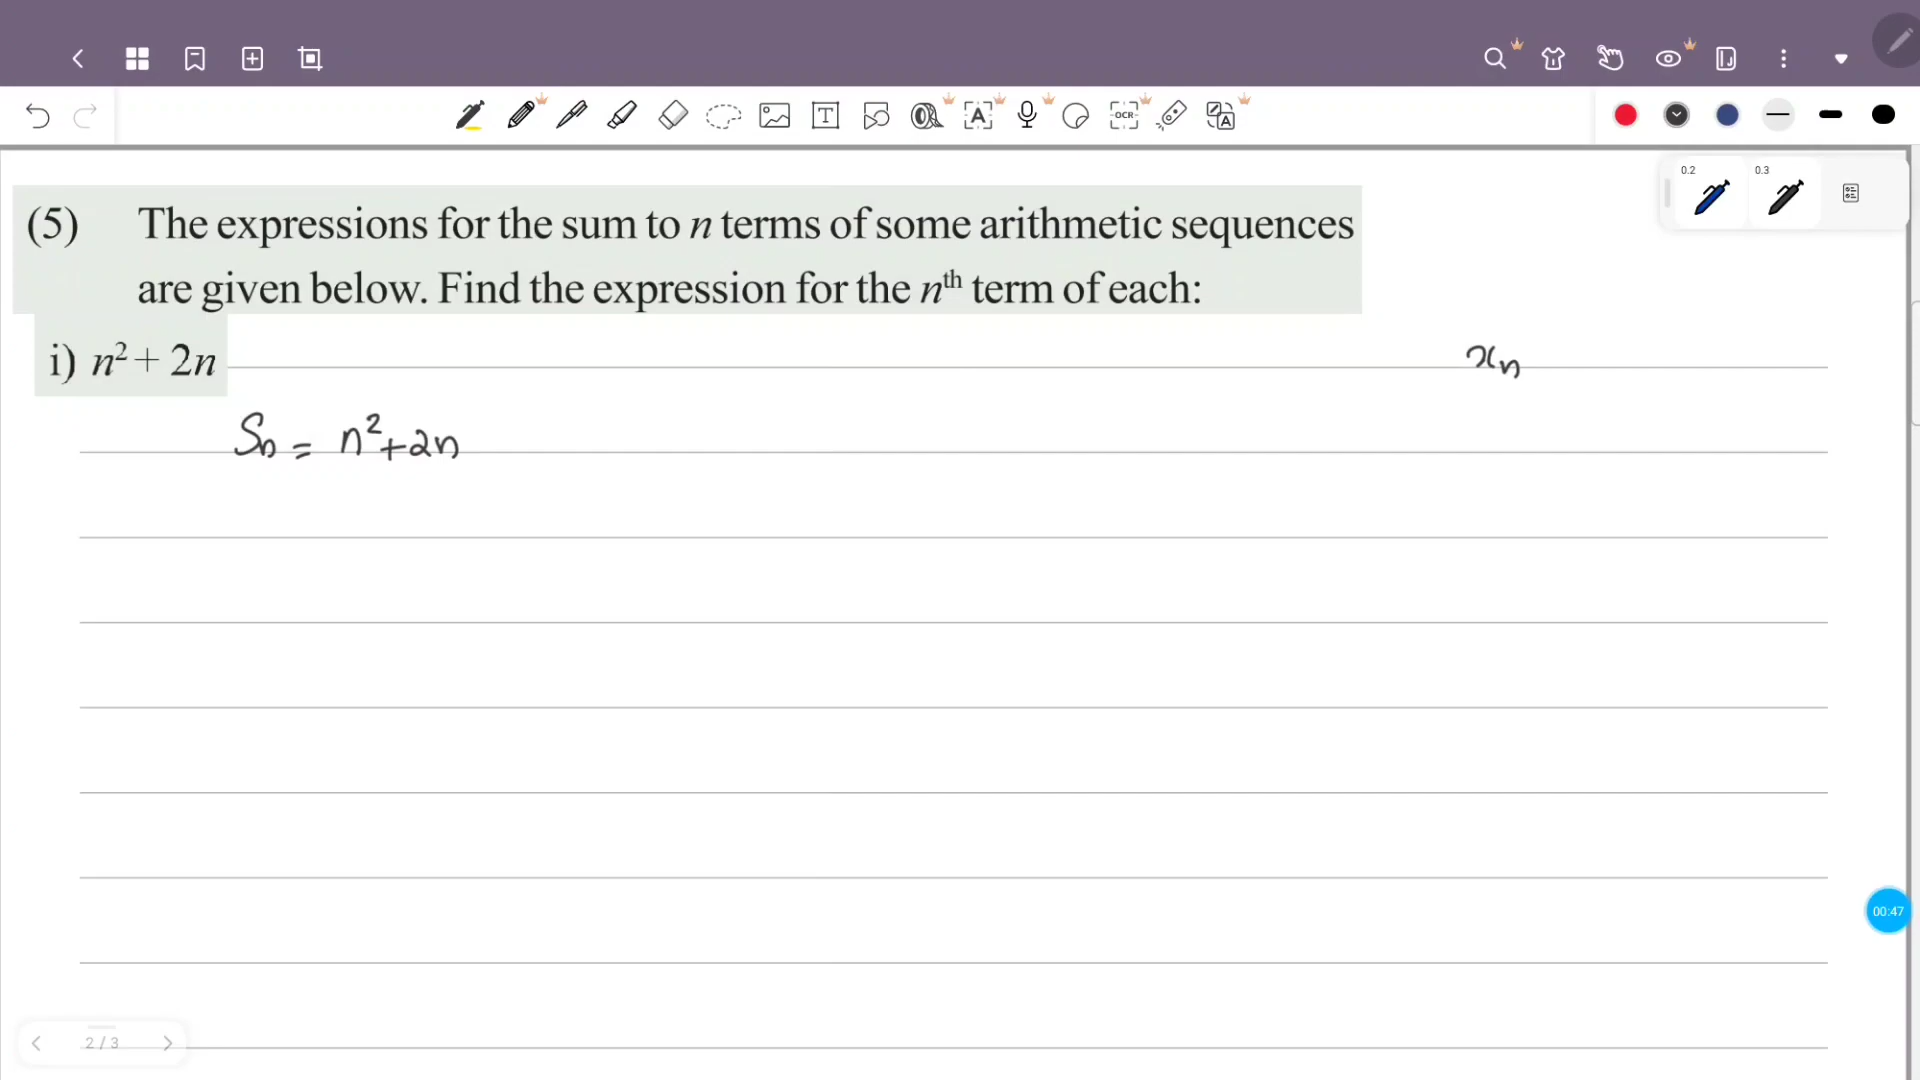 0.2 0.3
(5) The expressions for the sum to n terms of some arithmetic sequences
are given below. Find the expression for the nᵗʰ term of each:
i) n² + 2n
xₙ
Sₙ = n²+2n
00:47
2 / 3